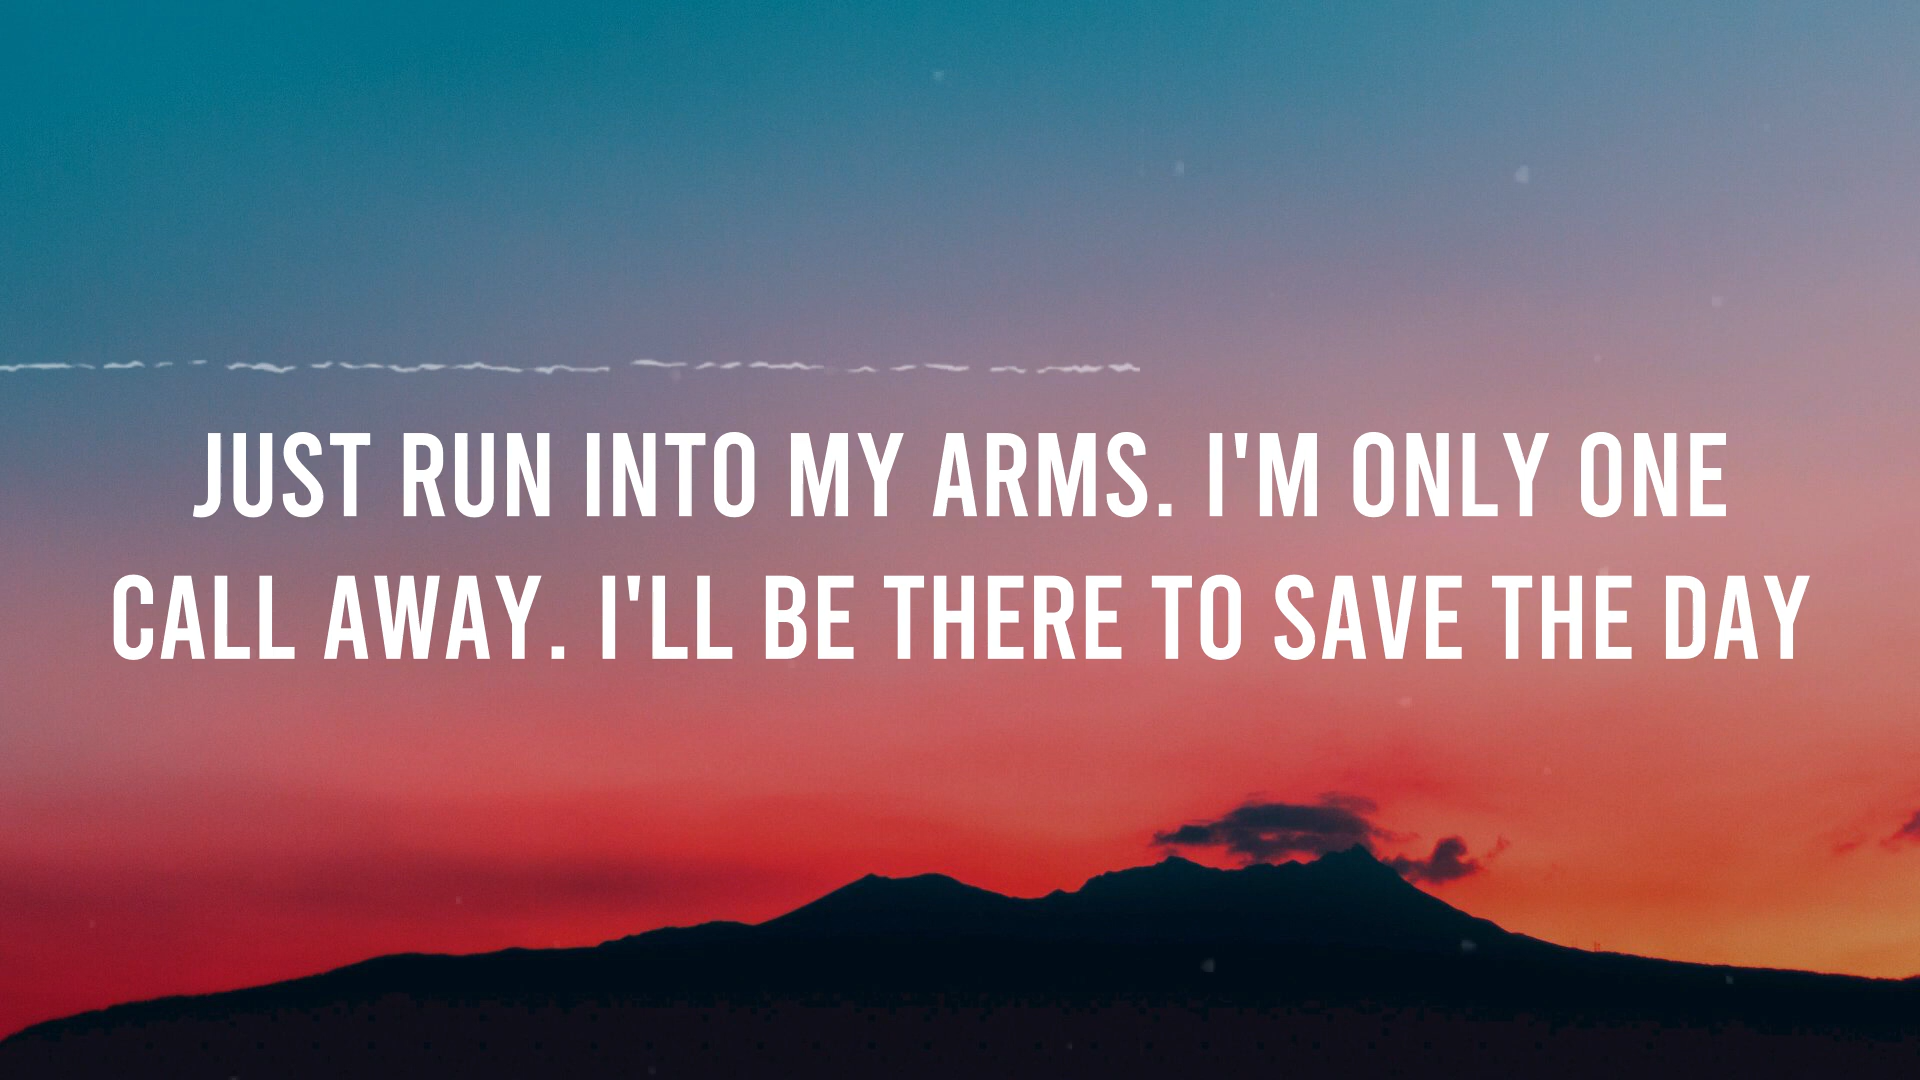 JUST RUN INTO MY ARMS. I'M ONLY ONE
CALL AWAY. I'LL BE THERE TO SAVE THE DAY